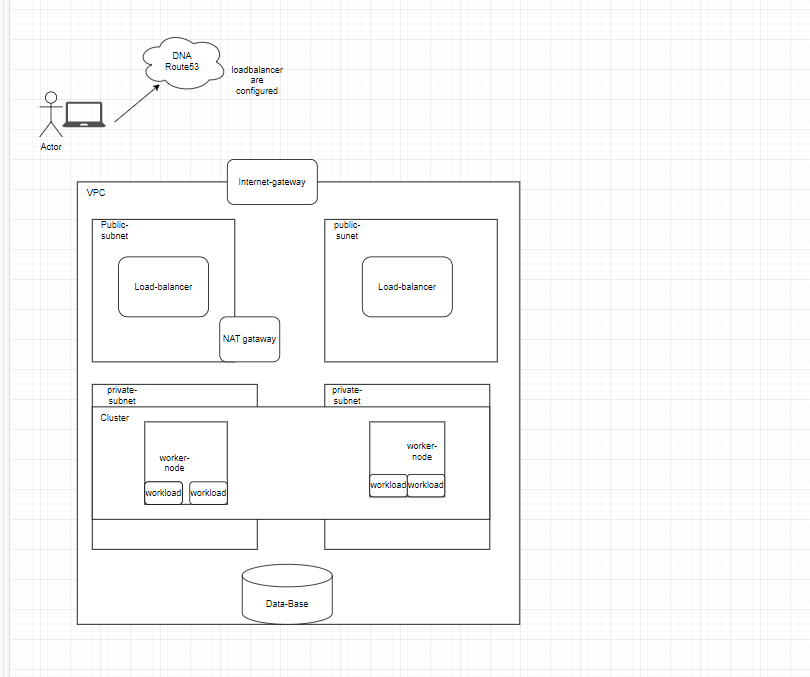 DNA
Route53
loadbalancer
are
configured
Actor
Internet-gateway
VPC
Public-
subnet
public-
sunet
Load-balancer
Load-balancer
NAT gataway
private-
subnet
private-
subnet
Cluster
worker-
node
worker-
node
workload
workload
workload
workload
Data-Base